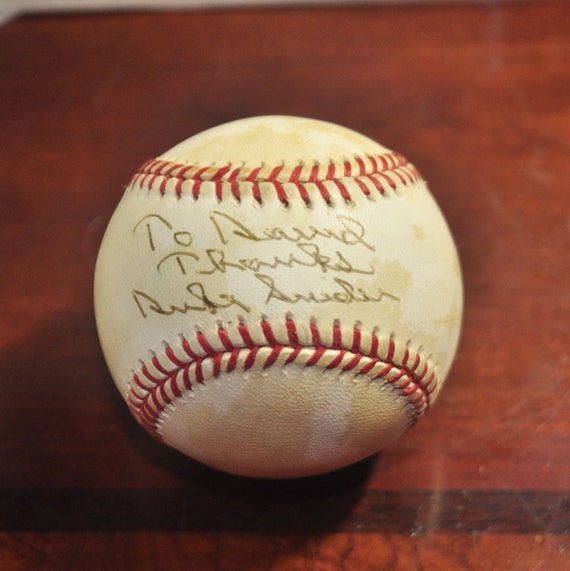 To David
Thanks
Duke Snider